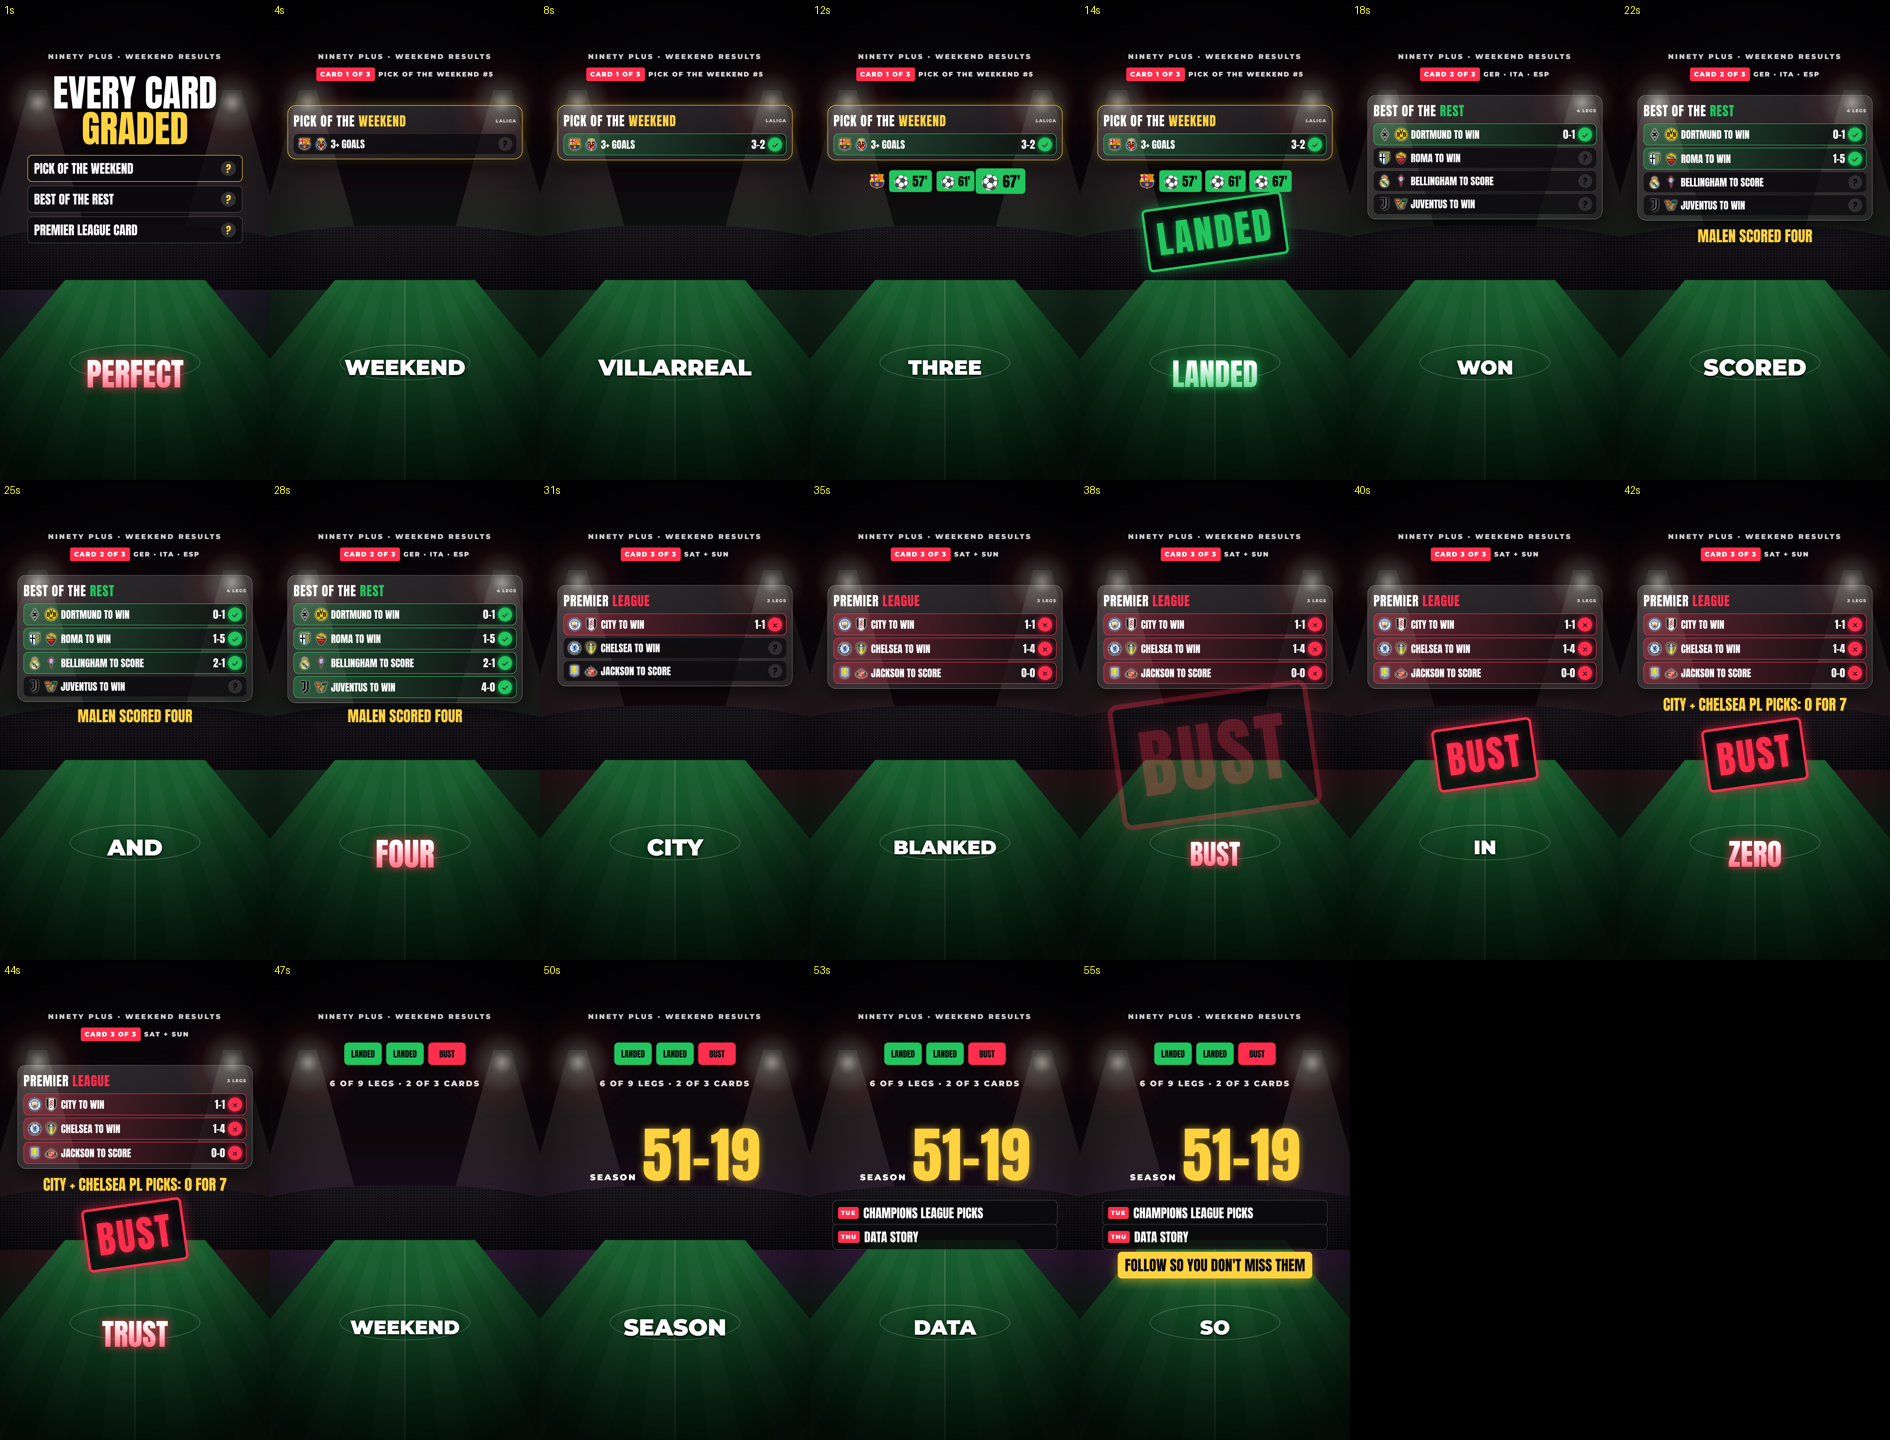 1s
NINETY PLUS · WEEKEND RESULTS
EVERY CARD
GRADED
PICK OF THE WEEKEND ?
BEST OF THE REST ?
PREMIER LEAGUE CARD ?
PERFECT
4s
NINETY PLUS · WEEKEND RESULTS
CARD 1 OF 3 PICK OF THE WEEKEND #5
PICK OF THE WEEKEND LALIGA
3+ GOALS ?
WEEKEND
8s
NINETY PLUS · WEEKEND RESULTS
CARD 1 OF 3 PICK OF THE WEEKEND #5
PICK OF THE WEEKEND LALIGA
3+ GOALS 3-2
VILLARREAL
12s
NINETY PLUS · WEEKEND RESULTS
CARD 1 OF 3 PICK OF THE WEEKEND #5
PICK OF THE WEEKEND LALIGA
3+ GOALS 3-2
57' 61' 67'
THREE
14s
NINETY PLUS · WEEKEND RESULTS
CARD 1 OF 3 PICK OF THE WEEKEND #5
PICK OF THE WEEKEND LALIGA
3+ GOALS 3-2
57' 61' 67'
LANDED
LANDED
18s
NINETY PLUS · WEEKEND RESULTS
CARD 2 OF 3 GER · ITA · ESP
BEST OF THE REST 4 LEGS
DORTMUND TO WIN 0-1
ROMA TO WIN ?
BELLINGHAM TO SCORE ?
JUVENTUS TO WIN ?
WON
22s
NINETY PLUS · WEEKEND RESULTS
CARD 2 OF 3 GER · ITA · ESP
BEST OF THE REST 4 LEGS
DORTMUND TO WIN 0-1
ROMA TO WIN 1-5
BELLINGHAM TO SCORE ?
JUVENTUS TO WIN ?
MALEN SCORED FOUR
SCORED
25s
NINETY PLUS · WEEKEND RESULTS
CARD 2 OF 3 GER · ITA · ESP
BEST OF THE REST 4 LEGS
DORTMUND TO WIN 0-1
ROMA TO WIN 1-5
BELLINGHAM TO SCORE 2-1
JUVENTUS TO WIN ?
MALEN SCORED FOUR
AND
28s
NINETY PLUS · WEEKEND RESULTS
CARD 2 OF 3 GER · ITA · ESP
BEST OF THE REST 4 LEGS
DORTMUND TO WIN 0-1
ROMA TO WIN 1-5
BELLINGHAM TO SCORE 2-1
JUVENTUS TO WIN 4-0
MALEN SCORED FOUR
FOUR
31s
NINETY PLUS · WEEKEND RESULTS
CARD 3 OF 3 SAT + SUN
PREMIER LEAGUE 3 LEGS
CITY TO WIN 1-1
CHELSEA TO WIN ?
JACKSON TO SCORE ?
CITY
35s
NINETY PLUS · WEEKEND RESULTS
CARD 3 OF 3 SAT + SUN
PREMIER LEAGUE 3 LEGS
CITY TO WIN 1-1
CHELSEA TO WIN 1-4
JACKSON TO SCORE 0-0
BLANKED
38s
NINETY PLUS · WEEKEND RESULTS
CARD 3 OF 3 SAT + SUN
PREMIER LEAGUE 3 LEGS
CITY TO WIN 1-1
CHELSEA TO WIN 1-4
JACKSON TO SCORE 0-0
BUST
BUST
40s
NINETY PLUS · WEEKEND RESULTS
CARD 3 OF 3 SAT + SUN
PREMIER LEAGUE 3 LEGS
CITY TO WIN 1-1
CHELSEA TO WIN 1-4
JACKSON TO SCORE 0-0
BUST
IN
42s
NINETY PLUS · WEEKEND RESULTS
CARD 3 OF 3 SAT + SUN
PREMIER LEAGUE 3 LEGS
CITY TO WIN 1-1
CHELSEA TO WIN 1-4
JACKSON TO SCORE 0-0
CITY + CHELSEA PL PICKS: 0 FOR 7
BUST
ZERO
44s
NINETY PLUS · WEEKEND RESULTS
CARD 3 OF 3 SAT + SUN
PREMIER LEAGUE 3 LEGS
CITY TO WIN 1-1
CHELSEA TO WIN 1-4
JACKSON TO SCORE 0-0
CITY + CHELSEA PL PICKS: 0 FOR 7
BUST
TRUST
47s
NINETY PLUS · WEEKEND RESULTS
LANDED LANDED BUST
6 OF 9 LEGS · 2 OF 3 CARDS
WEEKEND
50s
NINETY PLUS · WEEKEND RESULTS
LANDED LANDED BUST
6 OF 9 LEGS · 2 OF 3 CARDS
SEASON 51-19
SEASON
53s
NINETY PLUS · WEEKEND RESULTS
LANDED LANDED BUST
6 OF 9 LEGS · 2 OF 3 CARDS
SEASON 51-19
TUE CHAMPIONS LEAGUE PICKS
THU DATA STORY
DATA
55s
NINETY PLUS · WEEKEND RESULTS
LANDED LANDED BUST
6 OF 9 LEGS · 2 OF 3 CARDS
SEASON 51-19
TUE CHAMPIONS LEAGUE PICKS
THU DATA STORY
FOLLOW SO YOU DON'T MISS THEM
SO